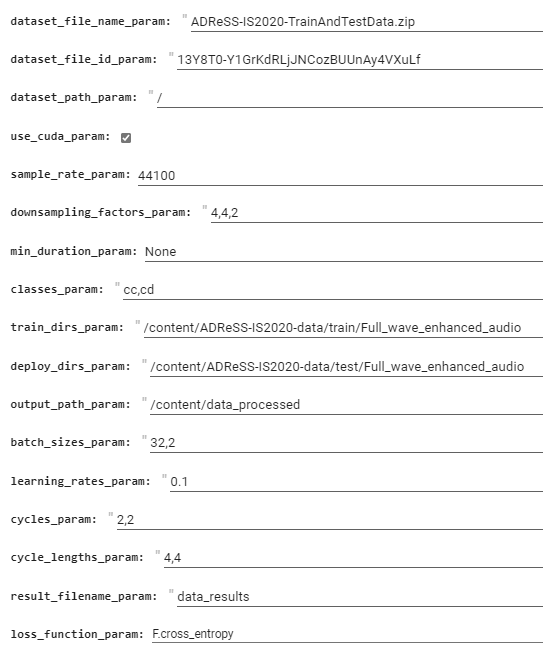 dataset_file_name_param: "ADReSS-IS2020-TrainAndTestData.zip
dataset_file_id_param: "13Y8T0-Y1GrKdRLjJNCozBUUnAy4VXuLf
dataset_path_param: "/
use_cuda_param:
sample_rate_param: 44100
downsampling_factors_param: "4,4,2
min_duration_param: None
classes_param: "cc,cd
train_dirs_param: "/content/ADReSS-IS2020-data/train/Full_wave_enhanced_audio
deploy_dirs_param: "/content/ADReSS-IS2020-data/test/Full_wave_enhanced_audio
output_path_param: "/content/data_processed
batch_sizes_param: "32,2
learning_rates_param: "0.1
cycles_param: "2,2
cycle_lengths_param: "4,4
result_filename_param: "data_results
loss_function_param: F.cross_entropy